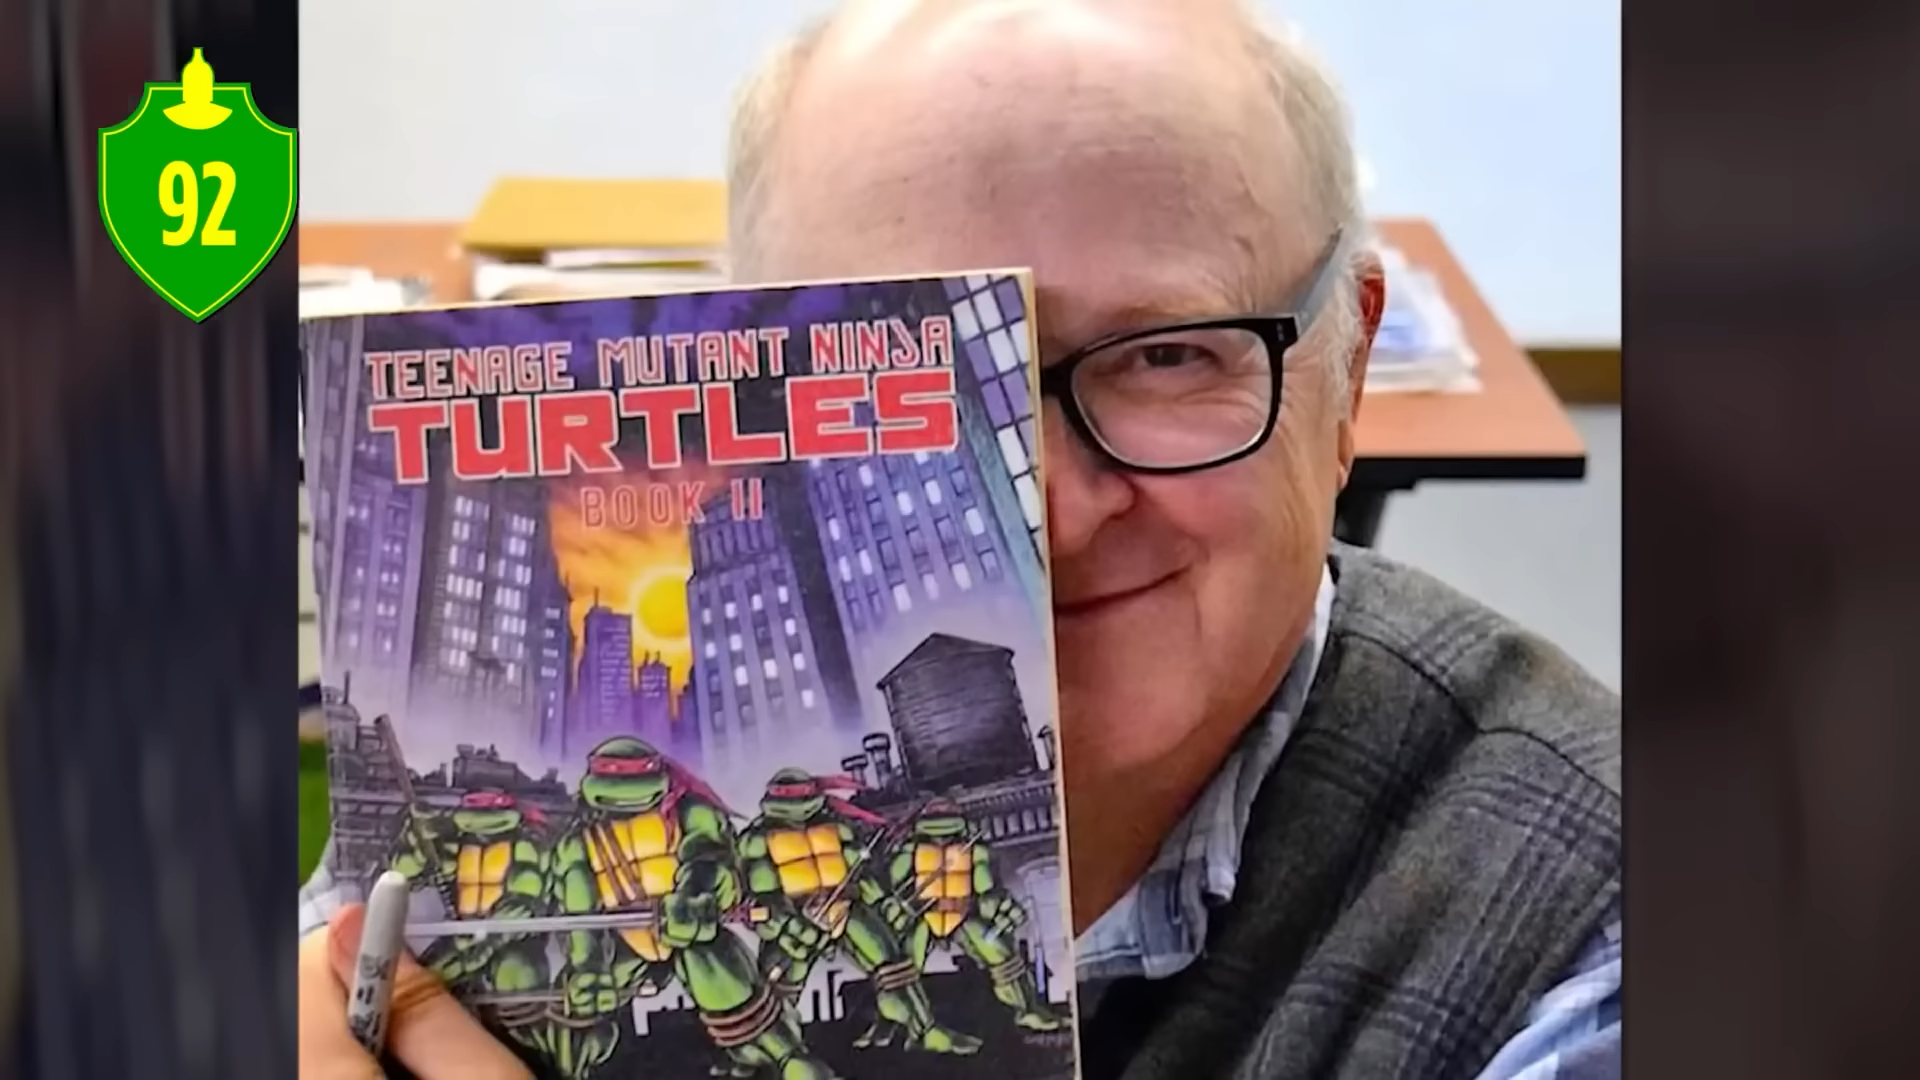 92
TEENAGE MUTANT NINJA
TURTLES
BOOK II